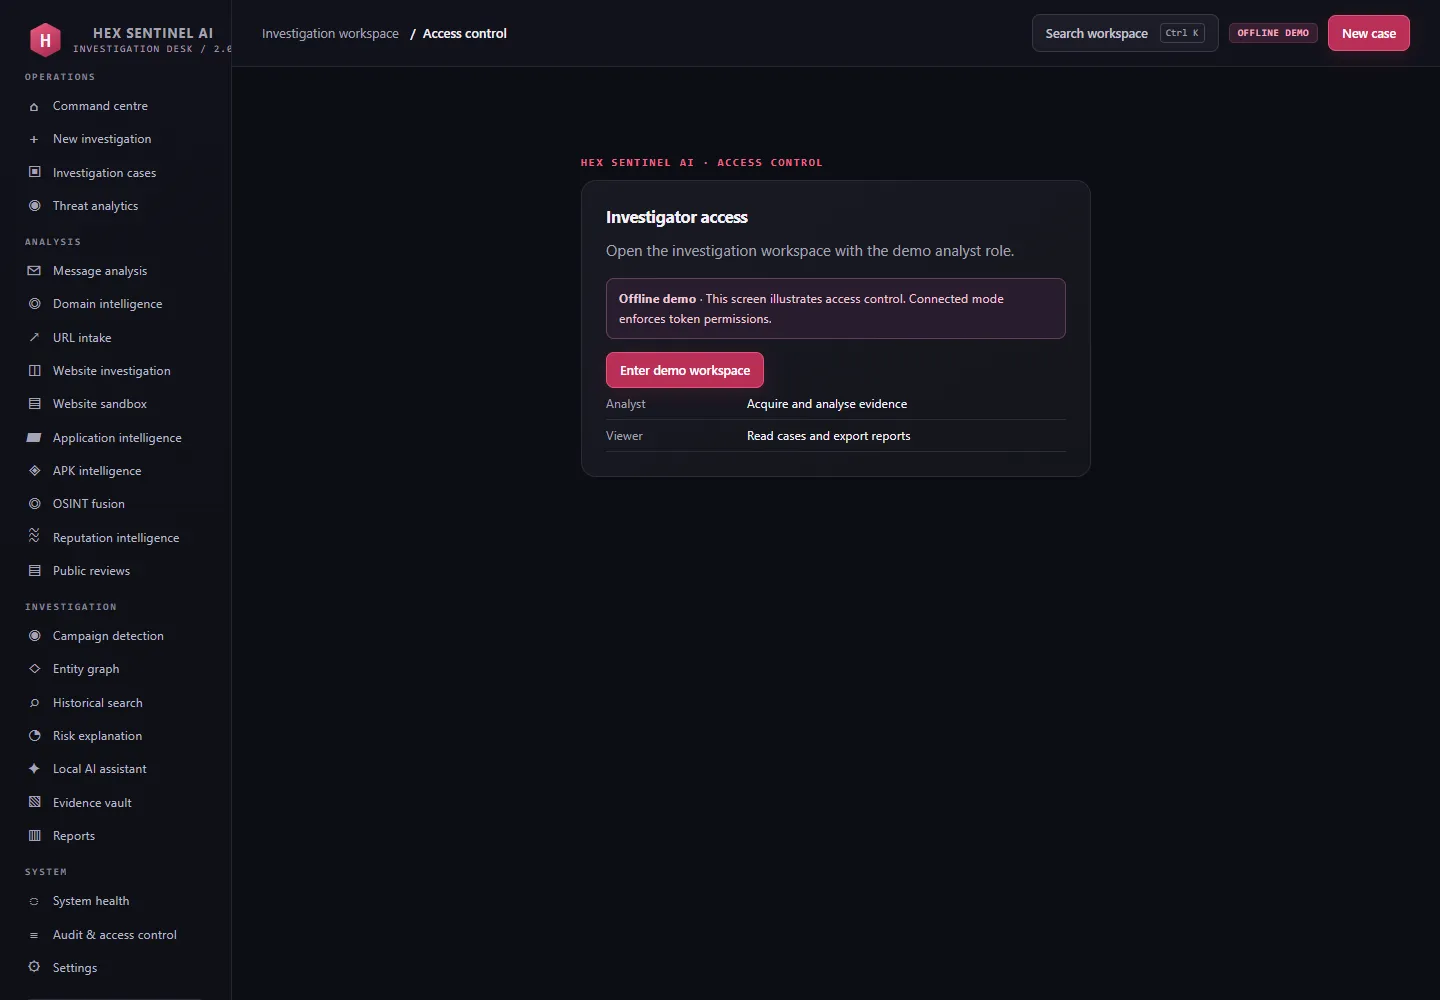 H
HEX SENTINEL AI
INVESTIGATION DESK / 2.0
OPERATIONS
Command centre
New investigation
Investigation cases
Threat analytics
ANALYSIS
Message analysis
Domain intelligence
URL intake
Website investigation
Website sandbox
Application intelligence
APK intelligence
OSINT fusion
Reputation intelligence
Public reviews
INVESTIGATION
Campaign detection
Entity graph
Historical search
Risk explanation
Local AI assistant
Evidence vault
Reports
SYSTEM
System health
Audit & access control
Settings
Investigation workspace / Access control
Search workspace Ctrl K
OFFLINE DEMO
New case
HEX SENTINEL AI · ACCESS CONTROL
Investigator access
Open the investigation workspace with the demo analyst role.
Offline demo · This screen illustrates access control. Connected mode
enforces token permissions.
Enter demo workspace
Analyst Acquire and analyse evidence
Viewer Read cases and export reports